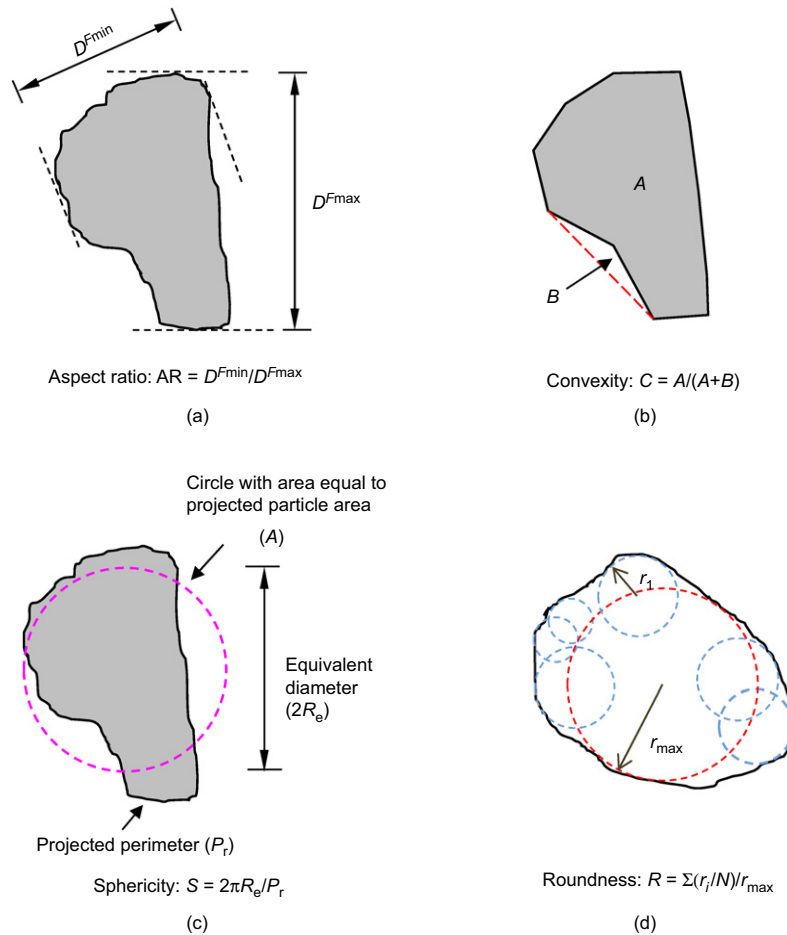 D^Fmin
D^Fmax
Aspect ratio: AR = D^Fmin/D^Fmax
(a)
A
B
Convexity: C = A/(A+B)
(b)
Circle with area equal to
projected particle area
(A)
Equivalent
diameter
(2R_e)
Projected perimeter (P_r)
Sphericity: S = 2πR_e/P_r
(c)
r_1
r_max
Roundness: R = Σ(r_i/N)/r_max
(d)